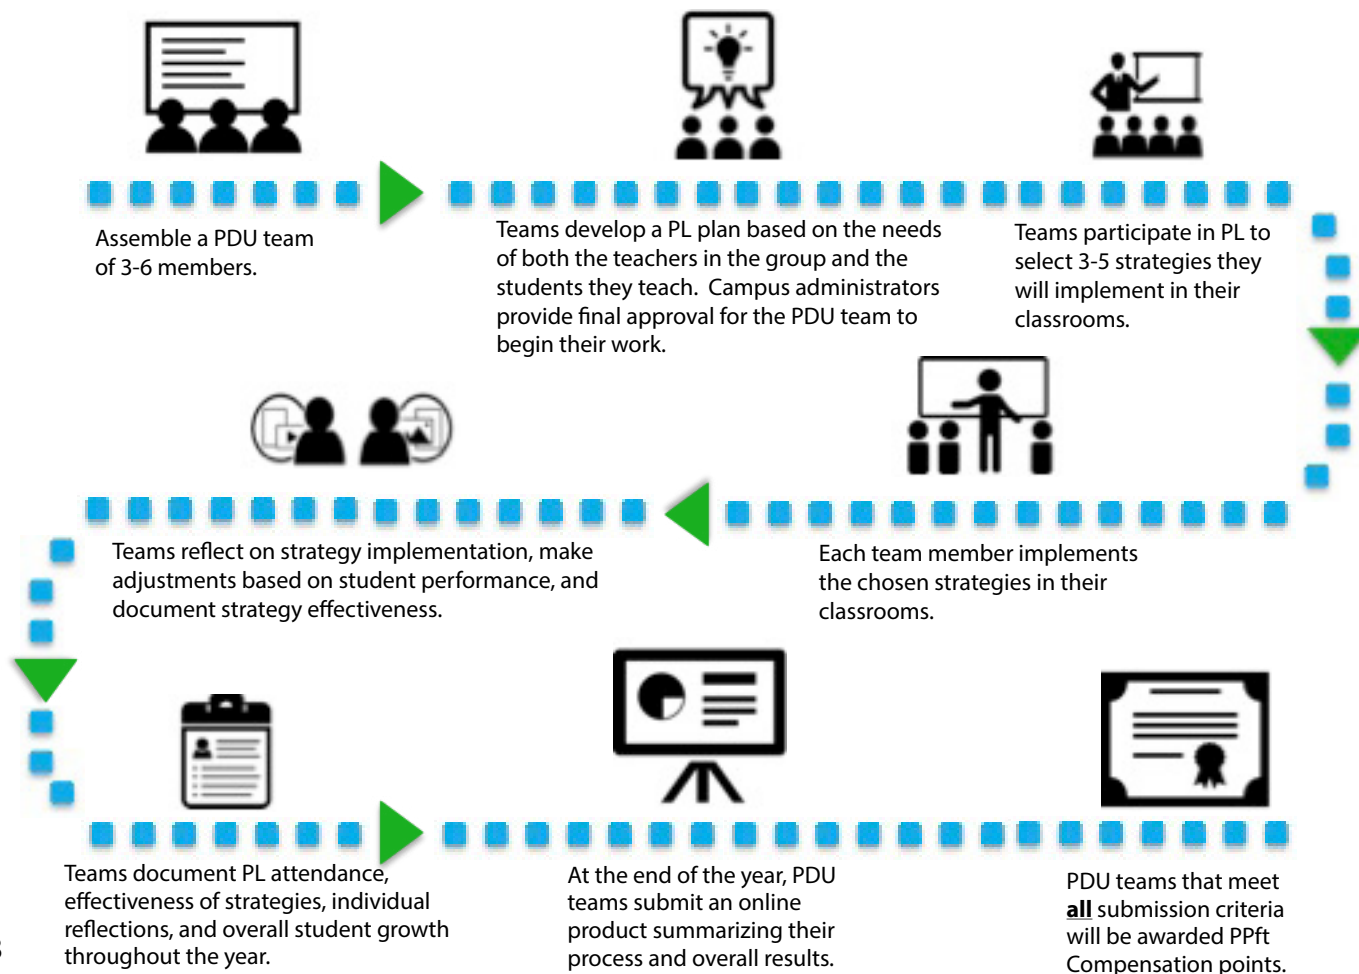 Assemble a PDU team
of 3-6 members.
Teams develop a PL plan based on the needs
of both the teachers in the group and the
students they teach.  Campus administrators
provide final approval for the PDU team to
begin their work.
Teams participate in PL to
select 3-5 strategies they
will implement in their
classrooms.
Each team member implements
the chosen strategies in their
classrooms.
Teams reflect on strategy implementation, make
adjustments based on student performance, and
document strategy effectiveness.
Teams document PL attendance,
effectiveness of strategies, individual
reflections, and overall student growth
throughout the year.
At the end of the year, PDU
teams submit an online
product summarizing their
process and overall results.
PDU teams that meet
all submission criteria
will be awarded PPft
Compensation points.